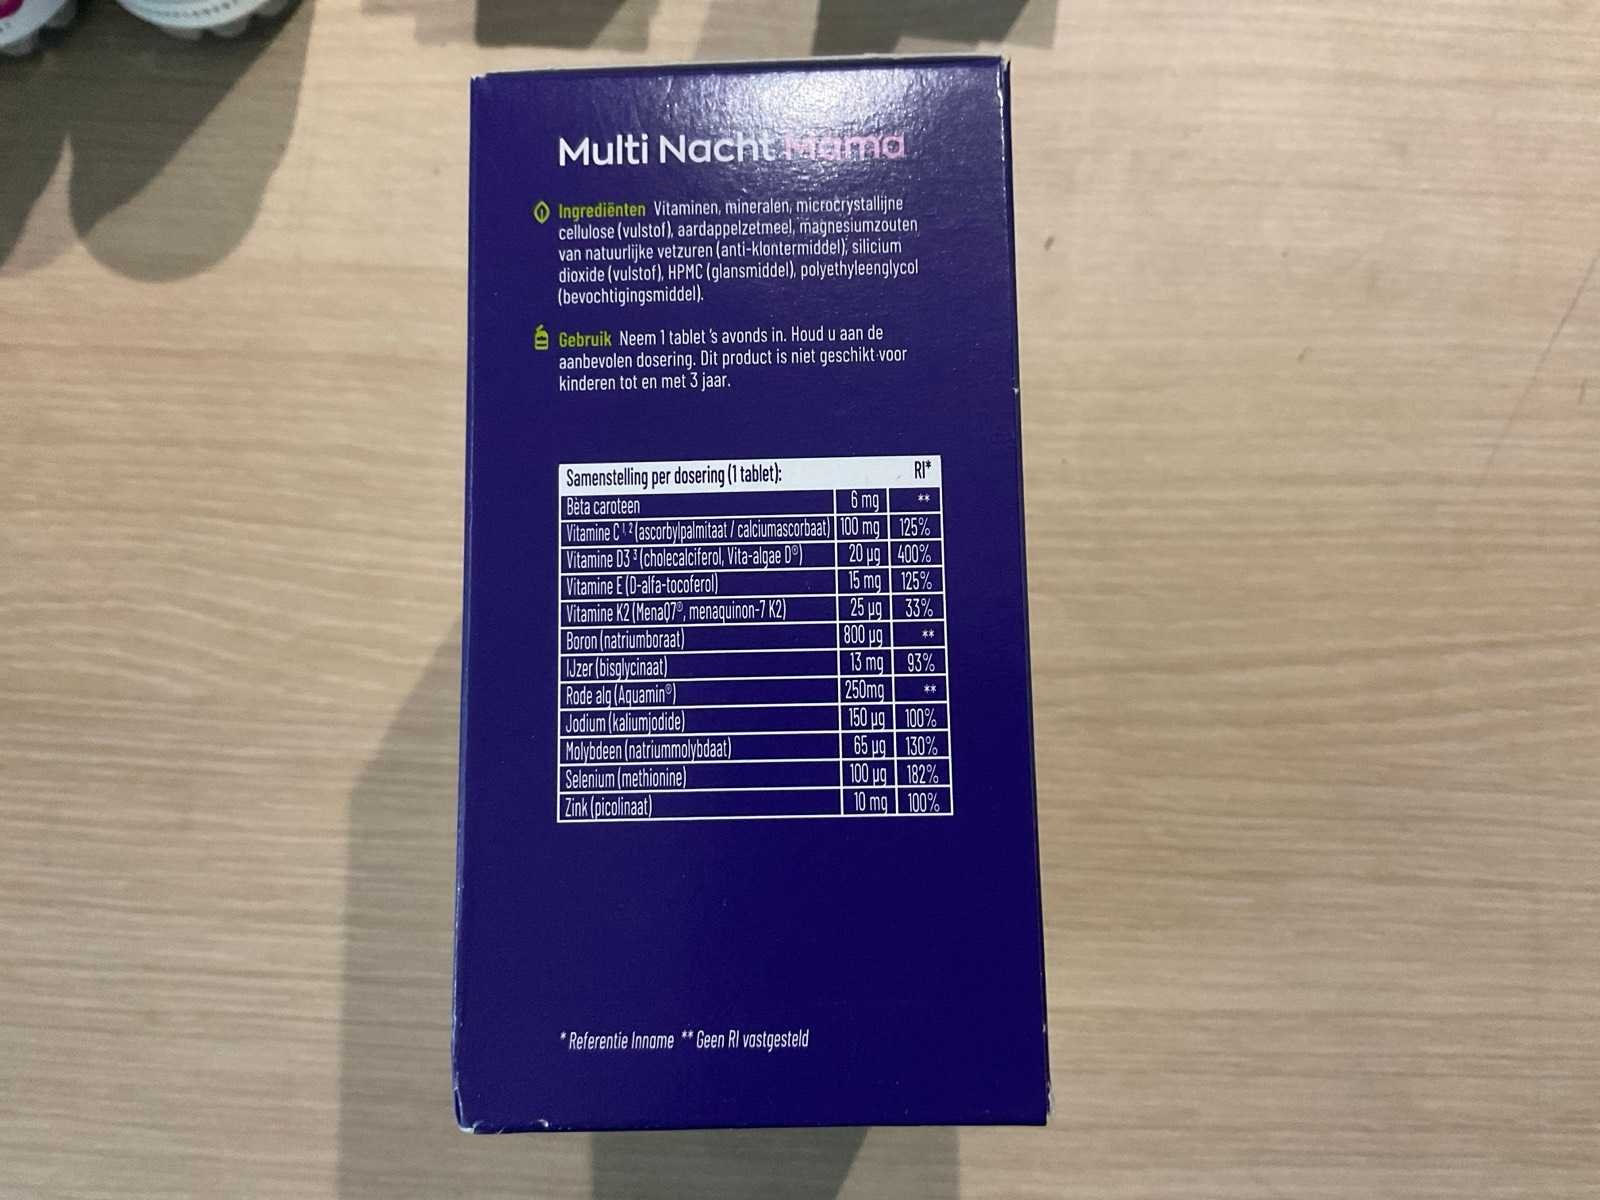 Multi Nacht Mama
Ingrediënten Vitaminen, mineralen, microcrystallijne
cellulose (vulstof), aardappelzetmeel, magnesiumzouten
van natuurlijke vetzuren (anti-klontermiddel), silicium
dioxide (vulstof), HPMC (glansmiddel), polyethyleenglycol
(bevochtigingsmiddel).
Gebruik Neem 1 tablet 's avonds in. Houd u aan de
aanbevolen dosering. Dit product is niet geschikt voor
kinderen tot en met 3 jaar.
Samenstelling per dosering (1 tablet): RI*
Bèta caroteen 6 mg **
Vitamine C 1, 2 (ascorbylpalmitaat / calciumascorbaat) 100 mg 125%
Vitamine D3 3 (cholecalciferol, Vita-algae D®) 20 µg 400%
Vitamine E (D-alfa-tocoferol) 15 mg 125%
Vitamine K2 (MenaQ7®, menaquinon-7 K2) 25 µg 33%
Boron (natriumboraat) 800 µg **
IJzer (bisglycinaat) 13 mg 93%
Rode alg (Aquamin®) 250mg **
Jodium (kaliumjodide) 150 µg 100%
Molybdeen (natriummolybdaat) 65 µg 130%
Selenium (methionine) 100 µg 182%
Zink (picolinaat) 10 mg 100%
* Referentie Inname ** Geen RI vastgesteld